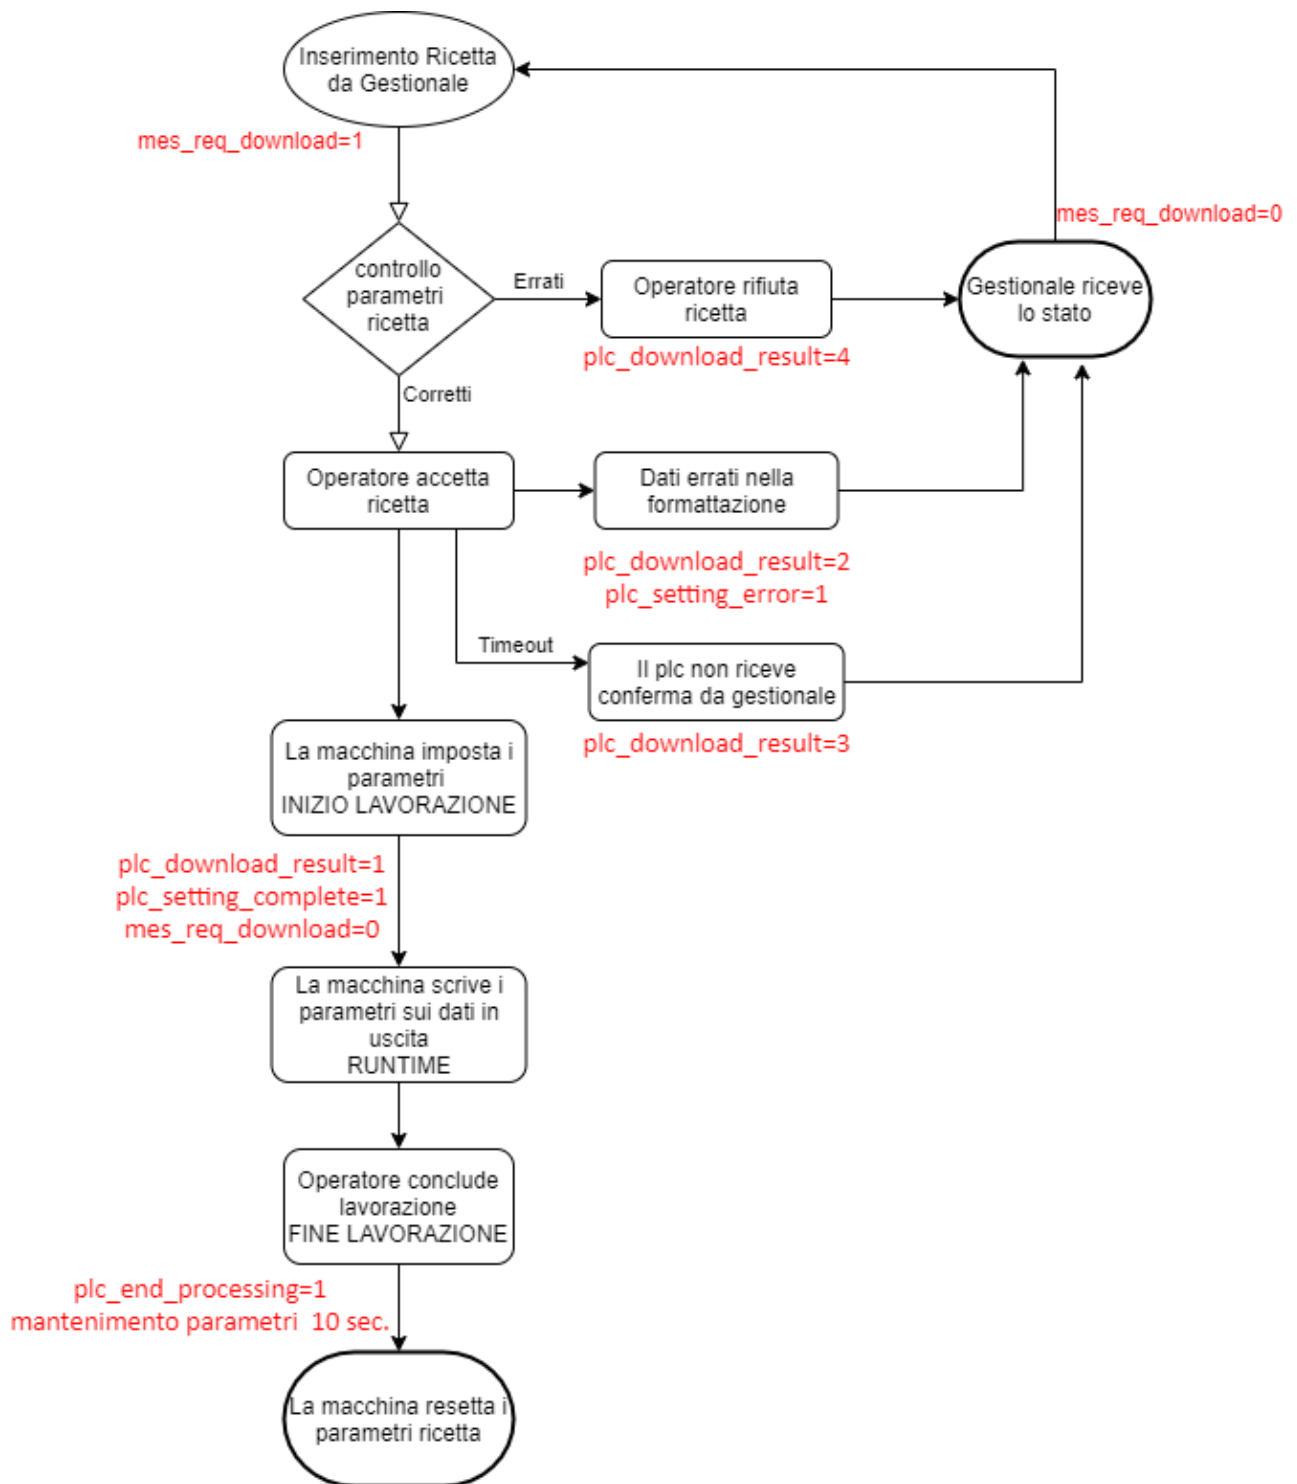 Inserimento Ricetta
da Gestionale
mes_req_download=1
mes_req_download=0
controllo
parametri
ricetta
Errati
Operatore rifiuta
ricetta
plc_download_result=4
Gestionale riceve
lo stato
Corretti
Operatore accetta
ricetta
Dati errati nella
formattazione
plc_download_result=2
plc_setting_error=1
Timeout
Il plc non riceve
conferma da gestionale
plc_download_result=3
La macchina imposta i
parametri
INIZIO LAVORAZIONE
plc_download_result=1
plc_setting_complete=1
mes_req_download=0
La macchina scrive i
parametri sui dati in
uscita
RUNTIME
Operatore conclude
lavorazione
FINE LAVORAZIONE
plc_end_processing=1
mantenimento parametri  10 sec.
La macchina resetta i
parametri ricetta